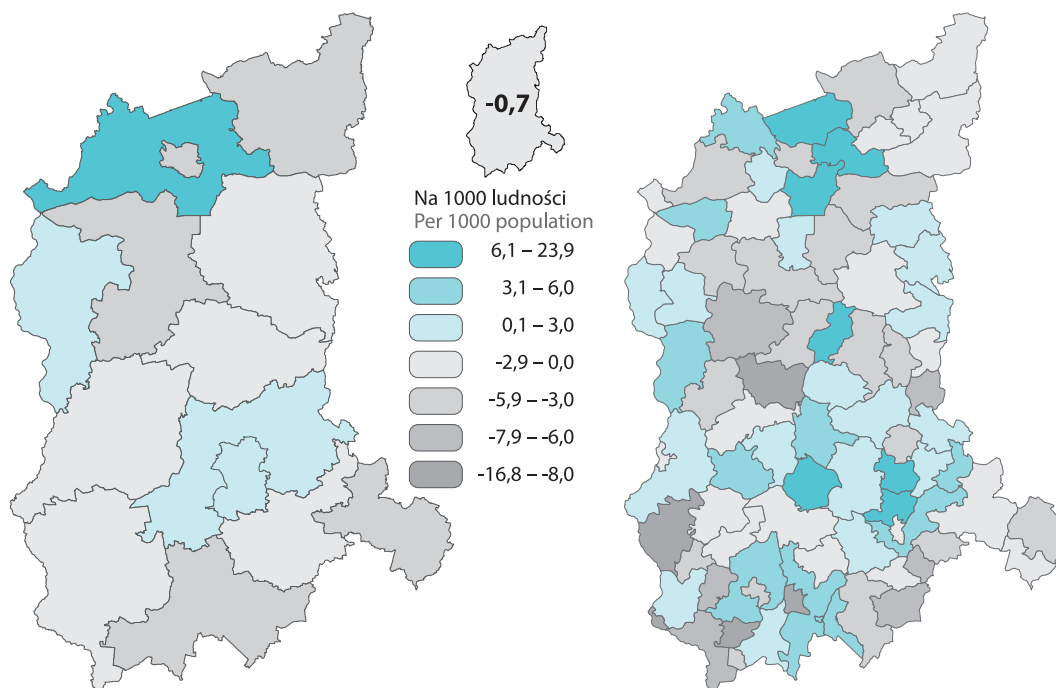 -0,7
Na 1000 ludności
Per 1000 population
6,1 – 23,9
3,1 – 6,0
0,1 – 3,0
-2,9 – 0,0
-5,9 – -3,0
-7,9 – -6,0
-16,8 – -8,0